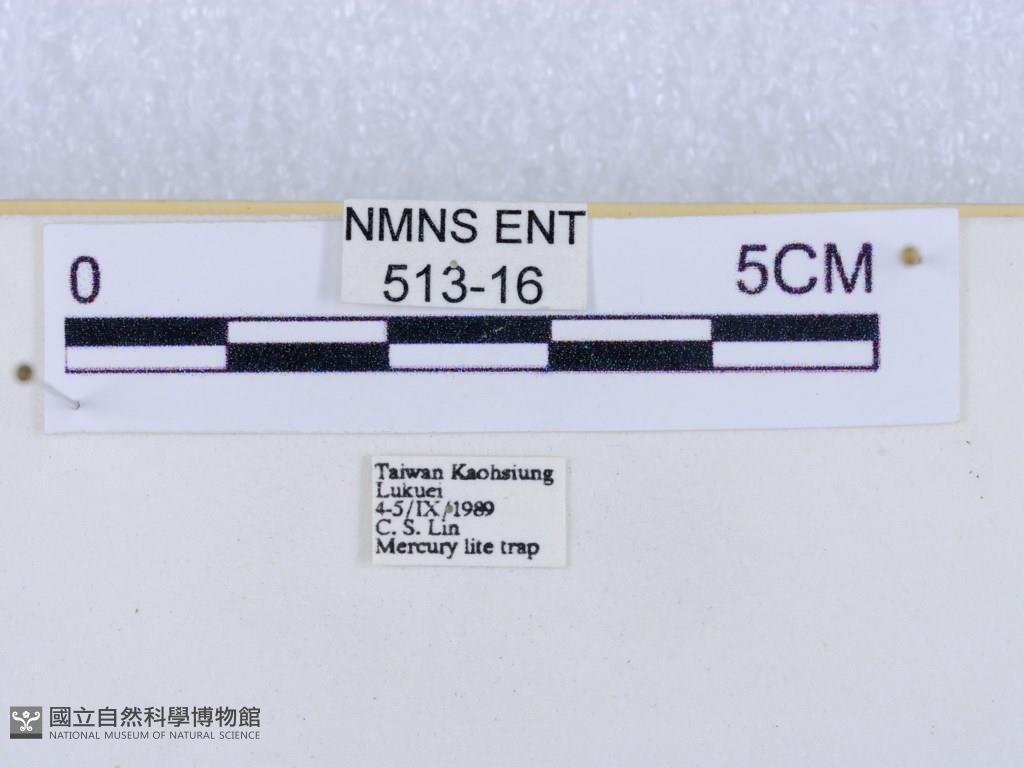 NMNS ENT
513-16
0
5CM
Taiwan Kaohsiung
Lukuei
4-5/IX/1989
C. S. Lin
Mercury lite trap
國立自然科學博物館
NATIONAL MUSEUM OF NATURAL SCIENCE